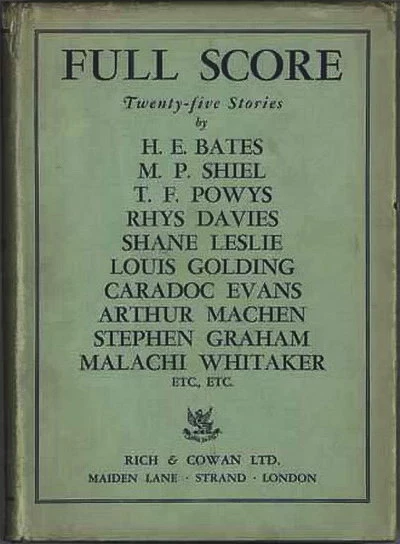 FULL SCORE
Twenty-five Stories
by
H. E. BATES
M. P. SHIEL
T. F. POWYS
RHYS DAVIES
SHANE LESLIE
LOUIS GOLDING
CARADOC EVANS
ARTHUR MACHEN
STEPHEN GRAHAM
MALACHI WHITAKER
ETC., ETC.
RICH & COWAN LTD.
MAIDEN LANE · STRAND · LONDON